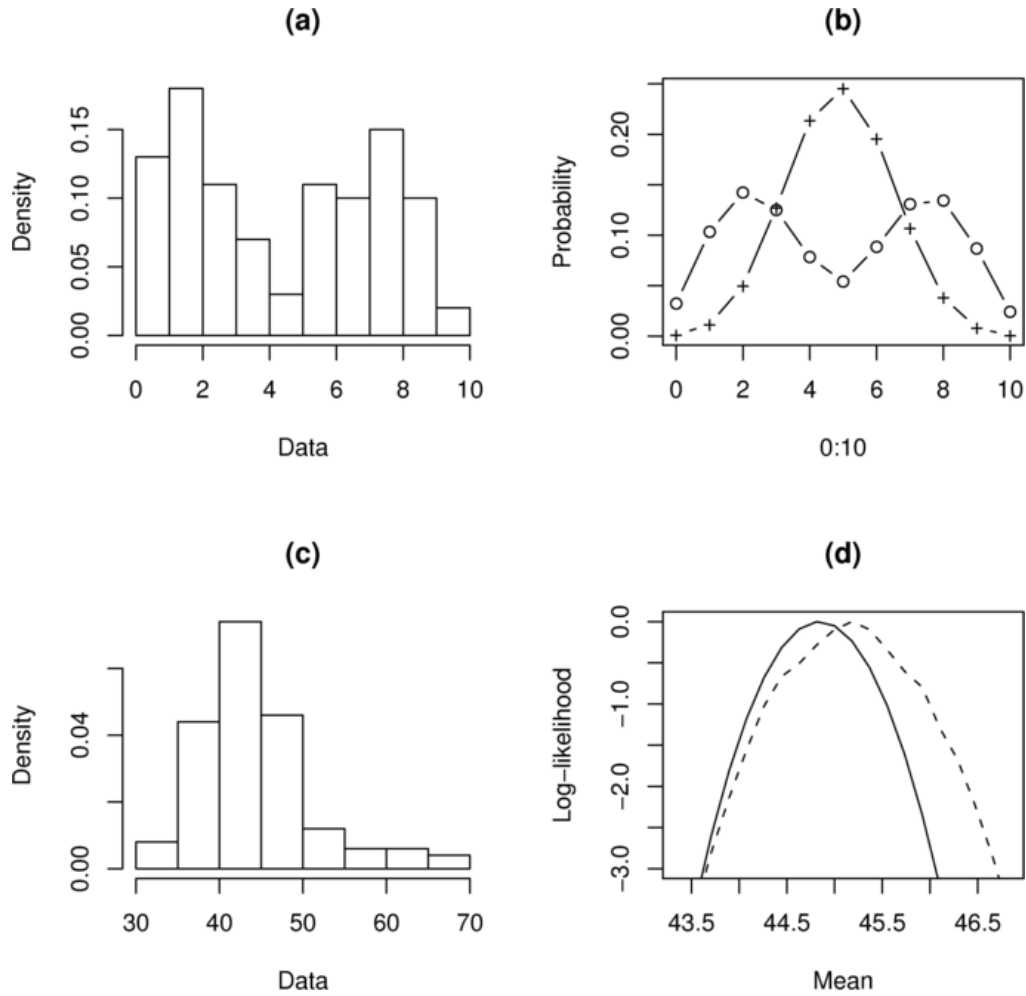 (a)
Density
0.00 0.05 0.10 0.15
0 2 4 6 8 10
Data
(b)
Probability
0.00 0.10 0.20
0 2 4 6 8 10
0:10
(c)
Density
0.00 0.04
30 40 50 60 70
Data
(d)
Log−likelihood
−3.0 −2.0 −1.0 0.0
43.5 44.5 45.5 46.5
Mean